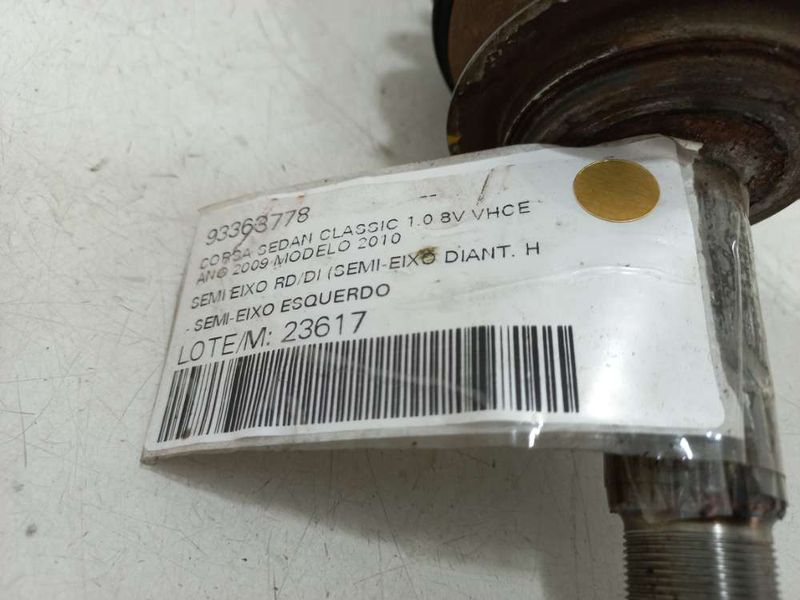 93363778
CORSA SEDAN CLASSIC 1.0 8V VHCE
ANO 2009 MODELO 2010
SEMI EIXO RD/DI (SEMI-EIXO DIANT. H
- SEMI-EIXO ESQUERDO
LOTE/M: 23617